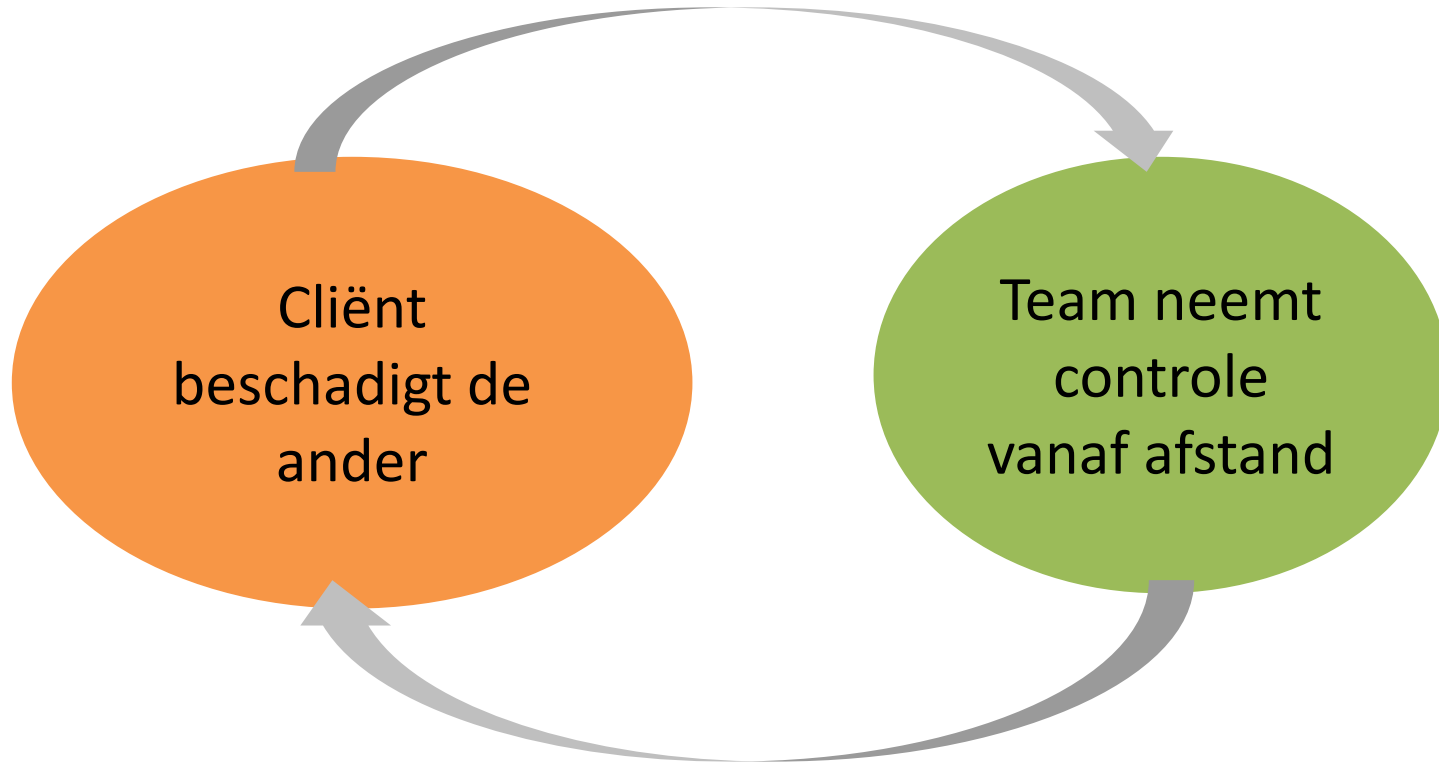 Cliënt
beschadigt de
ander
Team neemt
controle
vanaf afstand